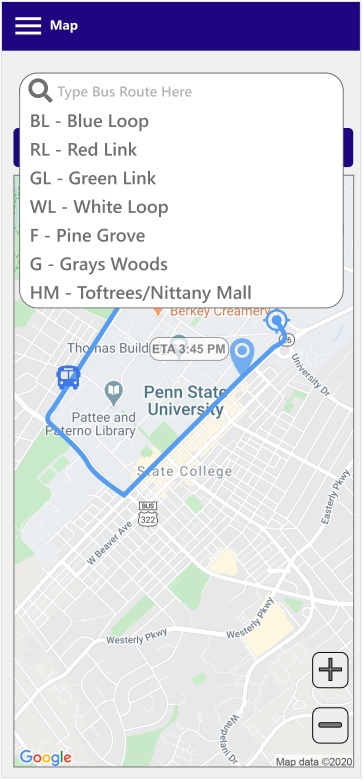 Map
Type Bus Route Here
BL - Blue Loop
RL - Red Link
GL - Green Link
WL - White Loop
F - Pine Grove
G - Grays Woods
HM - Toftrees/Nittany Mall
Berkey Creamery
26
Thomas Build
ETA 3:45 PM
University Dr
Penn State
University
Pattee and
Paterno Library
State College
BUS
322
W Beaver Ave
Easterly Pkwy
Westerly Pkwy
Westerly Pkwy
Waupelani Dr
Google
Map data ©2020